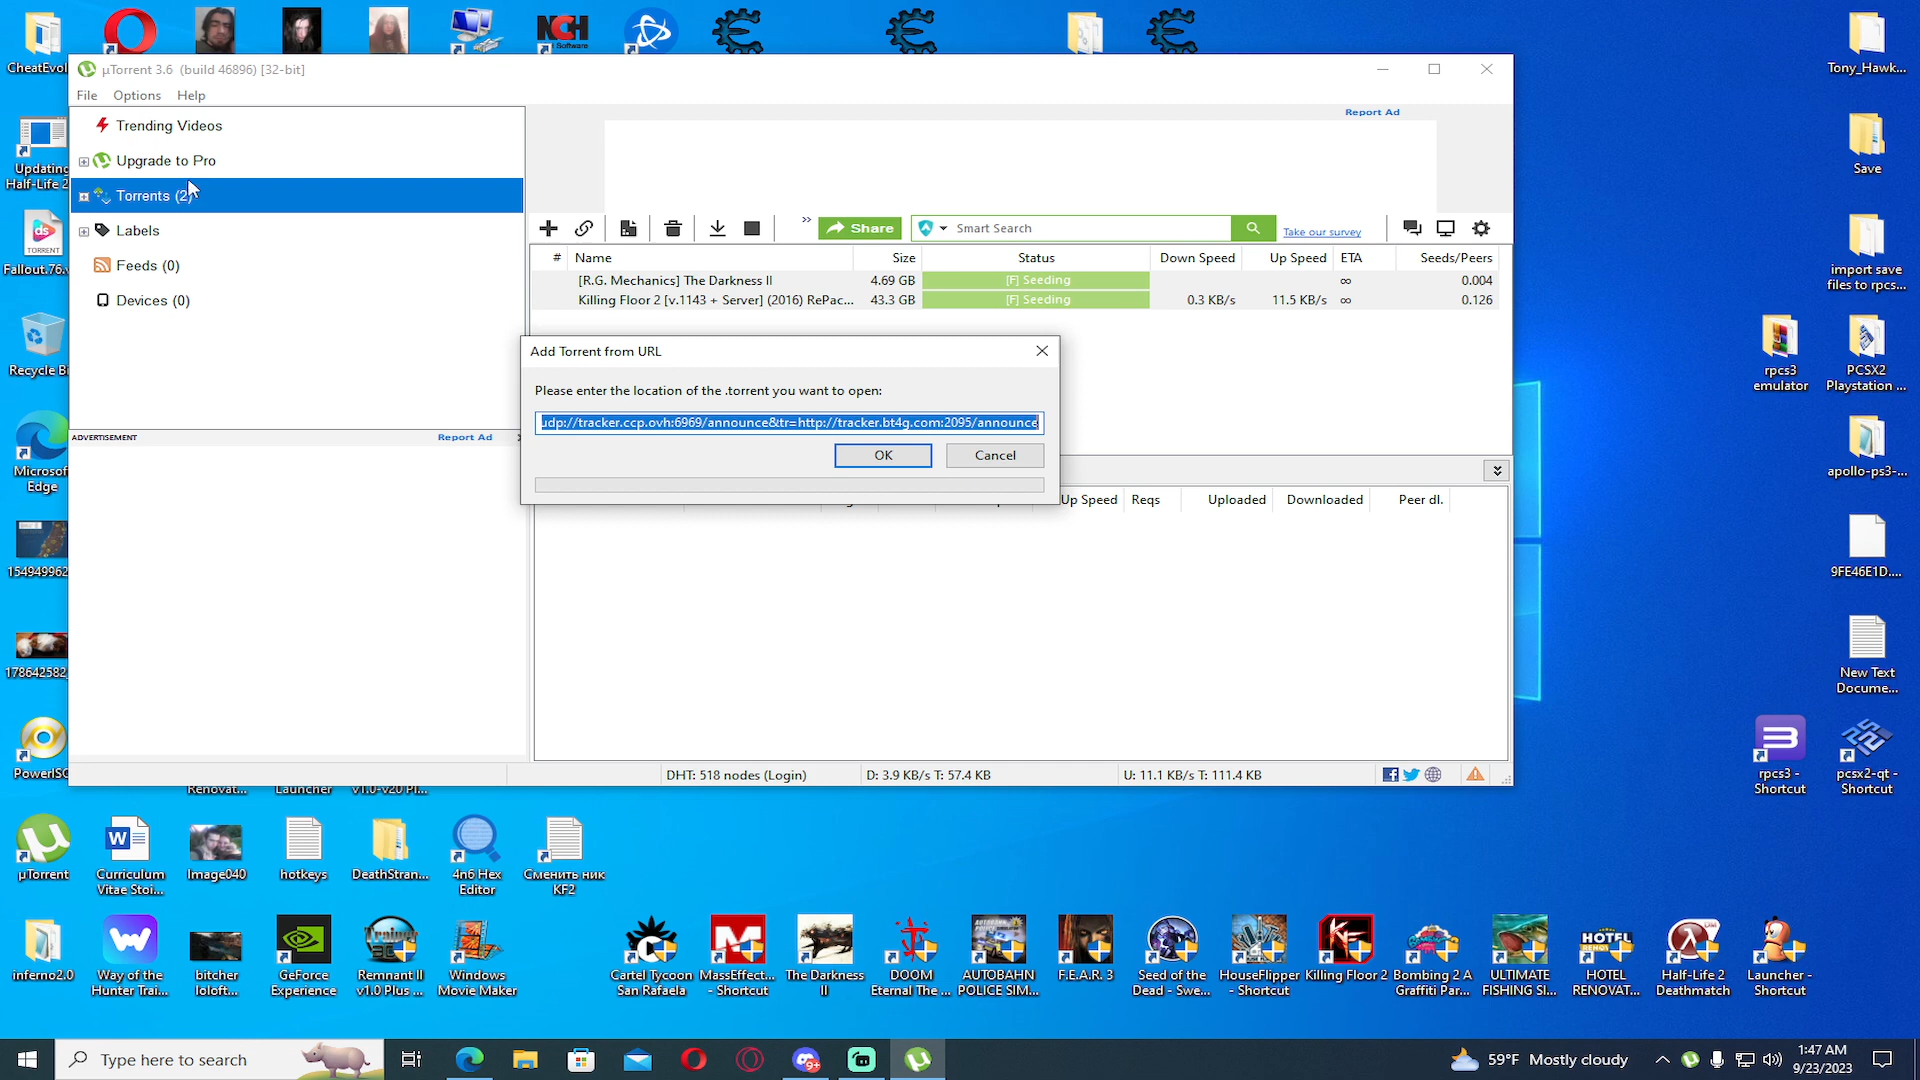 CheatEvol
NCH
Software
Tony_Hawk...
µTorrent 3.6 (build 46896) [32-bit]
File Options Help
Report Ad
Trending Videos
Upgrade to Pro
Torrents (2)
Labels
Feeds (0)
Devices (0)
Updating
Half-Life 2
Save
»
Share
Smart Search
Take our survey
# Name Size Status Down Speed Up Speed ETA Seeds/Peers
[R.G. Mechanics] The Darkness II 4.69 GB [F] Seeding ∞ 0.004
Killing Floor 2 [v.1143 + Server] (2016) RePac... 43.3 GB [F] Seeding 0.3 KB/s 11.5 KB/s ∞ 0.126
ds
TORRENT
Fallout.76.v
import save
files to rpcs...
Add Torrent from URL
Please enter the location of the .torrent you want to open:
udp://tracker.ccp.ovh:6969/announce&tr=http://tracker.bt4g.com:2095/announce
OK Cancel
Recycle Bi
rpcs3
emulator
PCSX2
Playstation ...
ADVERTISEMENT Report Ad
Microsof
Edge
apollo-ps3-...
Up Speed Reqs Uploaded Downloaded Peer dl.
154949962
9FE46E1D....
178642582
New Text
Docume...
PowerISO
rpcs3 -
Shortcut
pcsx2-qt -
Shortcut
DHT: 518 nodes (Login) D: 3.9 KB/s T: 57.4 KB U: 11.1 KB/s T: 111.4 KB
Renovat...
Launcher
v1.0-v20 Pl...
µTorrent
Curriculum
Vitae Stoi...
Image040
hotkeys
DeathStran...
4n6 Hex
Editor
Сменить ник
KF2
inferno2.0
Way of the
Hunter Trai...
bitcher
loloft...
GeForce
Experience
Remnant II
v1.0 Plus ...
Windows
Movie Maker
Cartel Tycoon
San Rafaela
MassEffect...
- Shortcut
The Darkness
II
DOOM
Eternal The ...
AUTOBAHN
POLICE SIM...
F.E.A.R. 3
Seed of the
Dead - Swe...
HouseFlipper
- Shortcut
Killing Floor 2
Bombing 2 A
Graffiti Par...
ULTIMATE
FISHING SI...
HOTEL
RENOVAT...
Half-Life 2
Deathmatch
Launcher -
Shortcut
Type here to search
9+
59°F Mostly cloudy
1:47 AM
9/23/2023